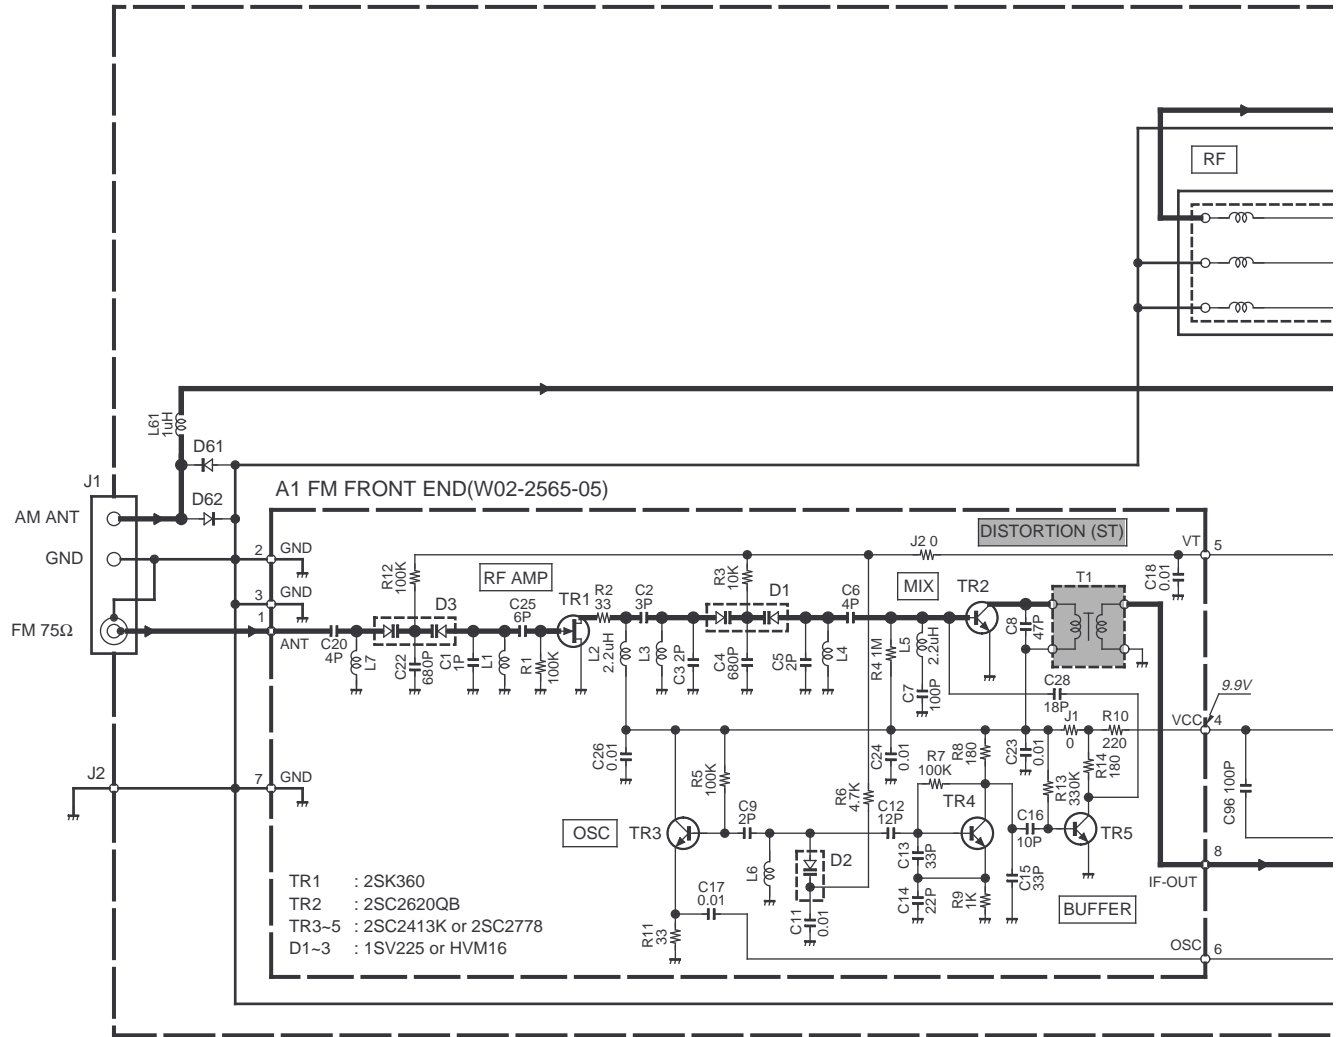 RF
L61
1uH
D61
J1
D62
A1 FM FRONT END(W02-2565-05)
AM ANT
DISTORTION (ST)
GND
2
GND
J2 0
VT
5
R12
100K
RF AMP
R3
10K
MIX
TR2
T1
C18
0.01
3
GND
D3
C25
6P
TR1
R2
33
C2
3P
D1
C6
4P
FM 75Ω
1
ANT
C20
4P
L7
C22
680P
C1
1P
L1
R1
100K
L2
2.2uH
L3
C3 2P
C4
680P
C5
2P
L4
R4 1M
L5
2.2uH
C7
100P
C8
47P
C28
18P
9.9V
VCC
4
J1
0
R10
220
C26
0.01
R5
100K
C24
0.01
R7
100K
R8
180
C23
0.01
R13
330K
R14
180
C96 100P
J2
7
GND
R6
4.7K
OSC
TR3
C9
2P
C12
12P
TR4
C16
10P
TR5
L6
D2
C13
33P
C15
33P
8
IF-OUT
C17
0.01
C11
0.01
C14
22P
R9
1K
BUFFER
R11
33
TR1 : 2SK360
TR2 : 2SC2620QB
TR3~5 : 2SC2413K or 2SC2778
D1~3 : 1SV225 or HVM16
OSC
6